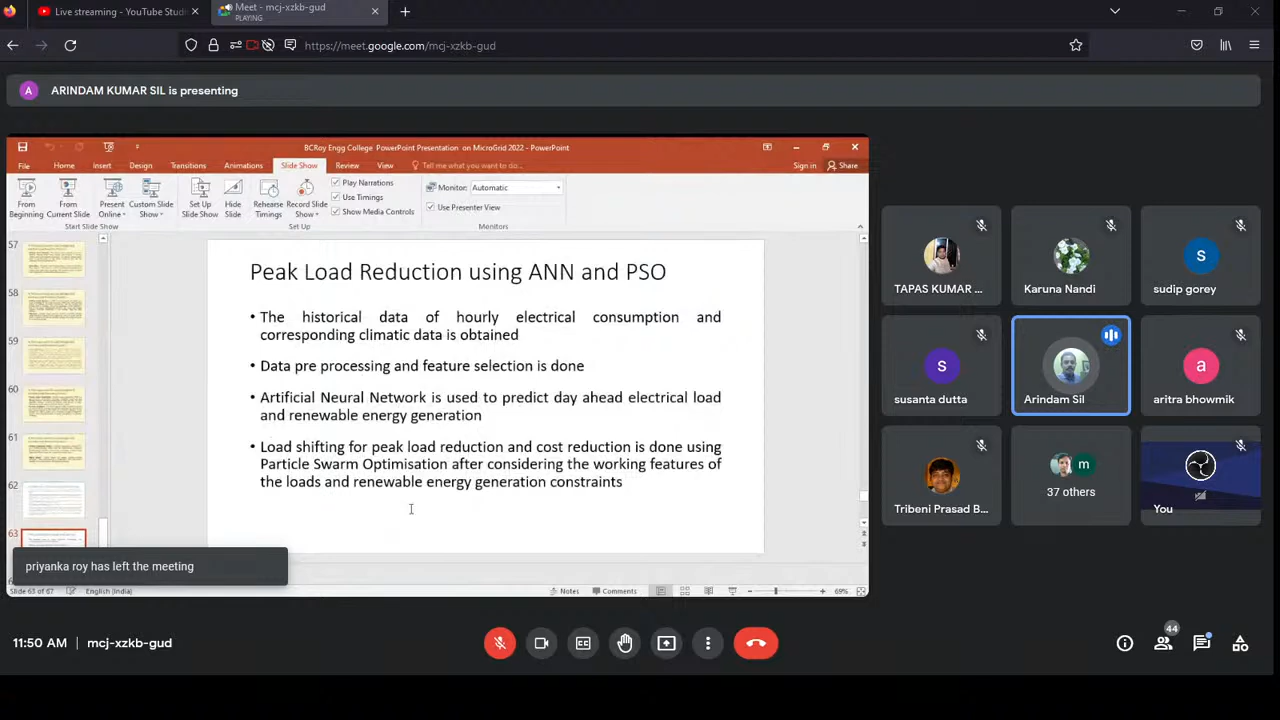 Live streaming - YouTube Studi
Meet - mcj-xzkb-gud
PLAYING
https://meet.google.com/mcj-xzkb-gud
A ARINDAM KUMAR SIL is presenting
BCRoy Engg College PowerPoint Presentation on MicroGrid 2022 - PowerPoint
File Home Insert Design Transitions Animations Slide Show Review View Tell me what you want to do... Sign in Share
From Beginning
From Current Slide
Present Online
Custom Slide Show
Set Up Slide Show
Hide Slide
Rehearse Timings
Record Slide Show
Play Narrations
Use Timings
Show Media Controls
Monitor: Automatic
Use Presenter View
Start Slide Show Set Up Monitors
57
58
59
60
61
62
63
Peak Load Reduction using ANN and PSO
• The historical data of hourly electrical consumption and
corresponding climatic data is obtained
• Data pre processing and feature selection is done
• Artificial Neural Network is used to predict day ahead electrical load
and renewable energy generation
• Load shifting for peak load reduction and cost reduction is done using
Particle Swarm Optimisation after considering the working features of
the loads and renewable energy generation constraints
priyanka roy has left the meeting
Slide 63 of 67 English (India) Notes Comments 69%
TAPAS KUMAR ...
Karuna Nandi
s
sudip gorey
s
susanta dutta
Arindam Sil
a
aritra bhowmik
Tribeni Prasad B...
m
37 others
You
11:50 AM | mcj-xzkb-gud
44